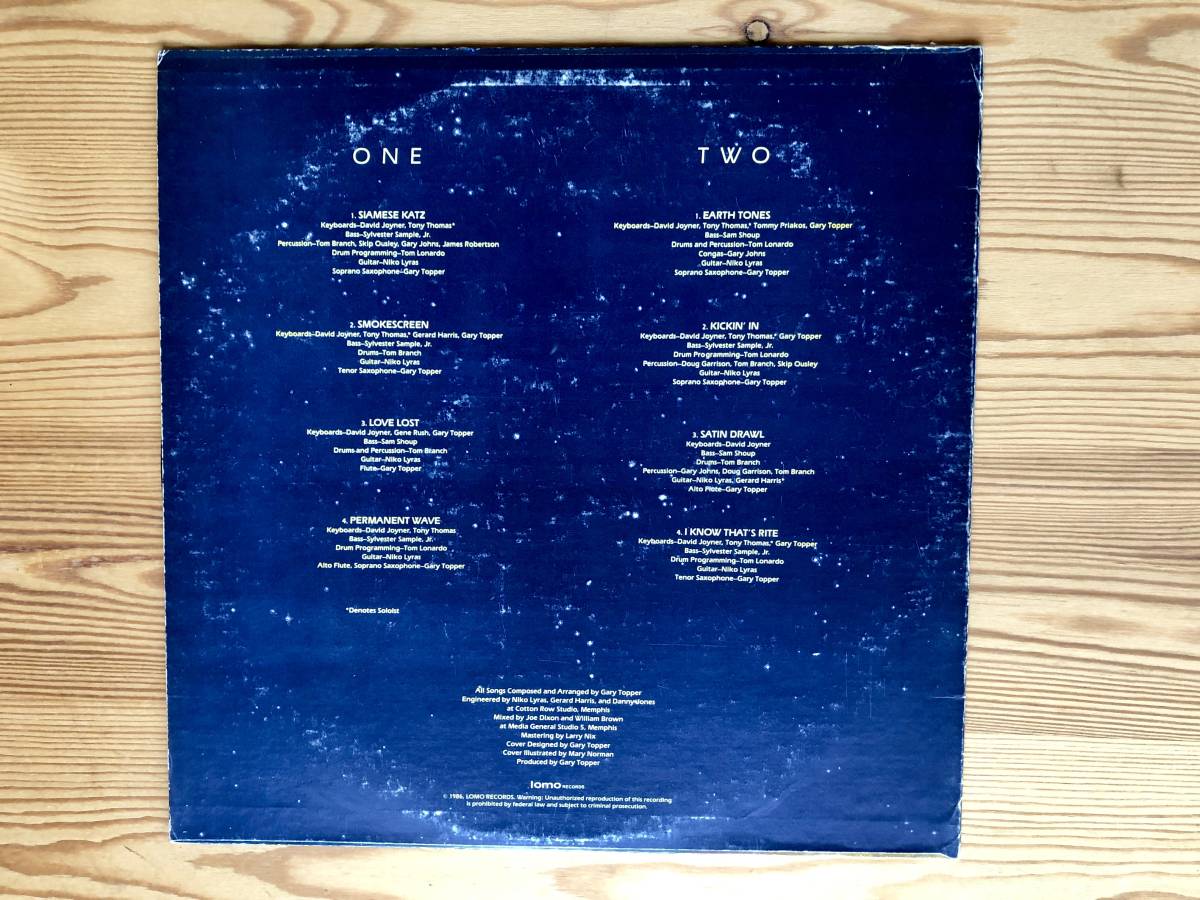 ONE
1. SIAMESE KATZ
Keyboards–David Joyner, Tony Thomas*
Bass–Sylvester Sample, Jr.
Percussion–Tom Branch, Skip Ousley, Gary Johns, James Robertson
Drum Programming–Tom Lonardo
Guitar–Niko Lyras
Soprano Saxophone–Gary Topper
2. SMOKESCREEN
Keyboards–David Joyner, Tony Thomas,* Gerard Harris, Gary Topper
Bass–Sylvester Sample, Jr.
Drums–Tom Branch
Guitar–Niko Lyras
Tenor Saxophone–Gary Topper
3. LOVE LOST
Keyboards–David Joyner, Gene Rush, Gary Topper
Bass–Sam Shoup
Drums and Percussion–Tom Branch
Guitar–Niko Lyras
Flute–Gary Topper
4. PERMANENT WAVE
Keyboards–David Joyner, Tony Thomas
Bass–Sylvester Sample, Jr.
Drum Programming–Tom Lonardo
Guitar–Niko Lyras
Alto Flute, Soprano Saxophone–Gary Topper
*Denotes Soloist
TWO
1. EARTH TONES
Keyboards–David Joyner, Tony Thomas,* Tommy Priakos, Gary Topper
Bass–Sam Shoup
Drums and Percussion–Tom Lonardo
Congas–Gary Johns
Guitar–Niko Lyras
Soprano Saxophone–Gary Topper
2. KICKIN' IN
Keyboards–David Joyner, Tony Thomas,* Gary Topper
Bass–Sylvester Sample, Jr.
Drum Programming–Tom Lonardo
Percussion–Doug Garrison, Tom Branch, Skip Ousley
Guitar–Niko Lyras
Soprano Saxophone–Gary Topper
3. SATIN DRAWL
Keyboards–David Joyner
Bass–Sam Shoup
Drums–Tom Branch
Percussion–Gary Johns, Doug Garrison, Tom Branch
Guitar–Niko Lyras, Gerard Harris*
Alto Flute–Gary Topper
4. I KNOW THAT'S RITE
Keyboards–David Joyner, Tony Thomas,* Gary Topper
Bass–Sylvester Sample, Jr.
Drum Programming–Tom Lonardo
Guitar–Niko Lyras
Tenor Saxophone–Gary Topper
All Songs Composed and Arranged by Gary Topper
Engineered by Niko Lyras, Gerard Harris, and Danny Jones
at Cotton Row Studio, Memphis
Mixed by Joe Dixon and William Brown
at Media General Studio S, Memphis
Mastering by Larry Nix
Cover Designed by Gary Topper
Cover Illustrated by Mary Norman
Produced by Gary Topper
lomo RECORDS
© 1986, LOMO RECORDS. Warning: Unauthorized reproduction of this recording
is prohibited by federal law and subject to criminal prosecution.